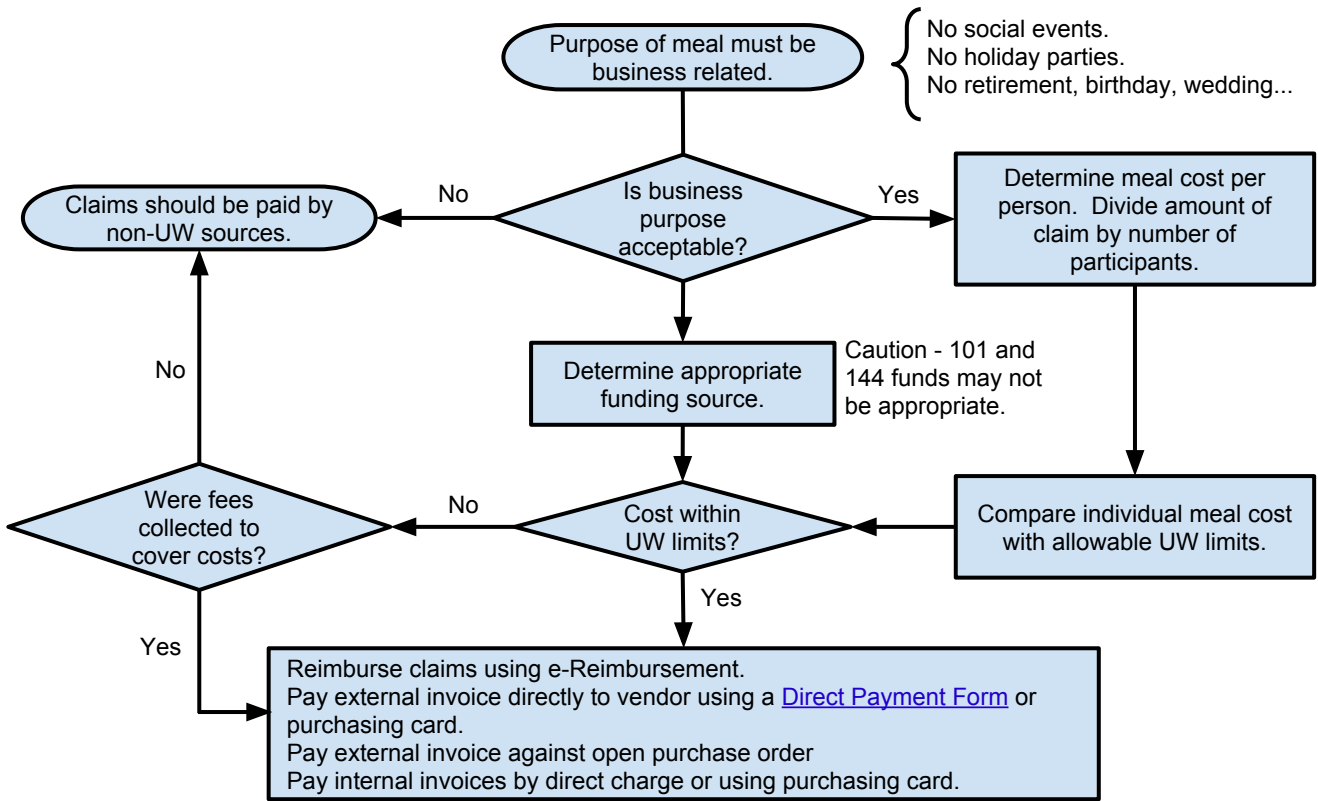 Purpose of meal must be
business related.
No social events.
No holiday parties.
No retirement, birthday, wedding...
Claims should be paid by
non-UW sources.
No
Is business
purpose
acceptable?
Yes
Determine meal cost per
person.  Divide amount of
claim by number of
participants.
No
Determine appropriate
funding source.
Caution - 101 and
144 funds may not
be appropriate.
Were fees
collected to
cover costs?
No
Cost within
UW limits?
Compare individual meal cost
with allowable UW limits.
Yes
Yes
Reimburse claims using e-Reimbursement.
Pay external invoice directly to vendor using a Direct Payment Form or
purchasing card.
Pay external invoice against open purchase order
Pay internal invoices by direct charge or using purchasing card.